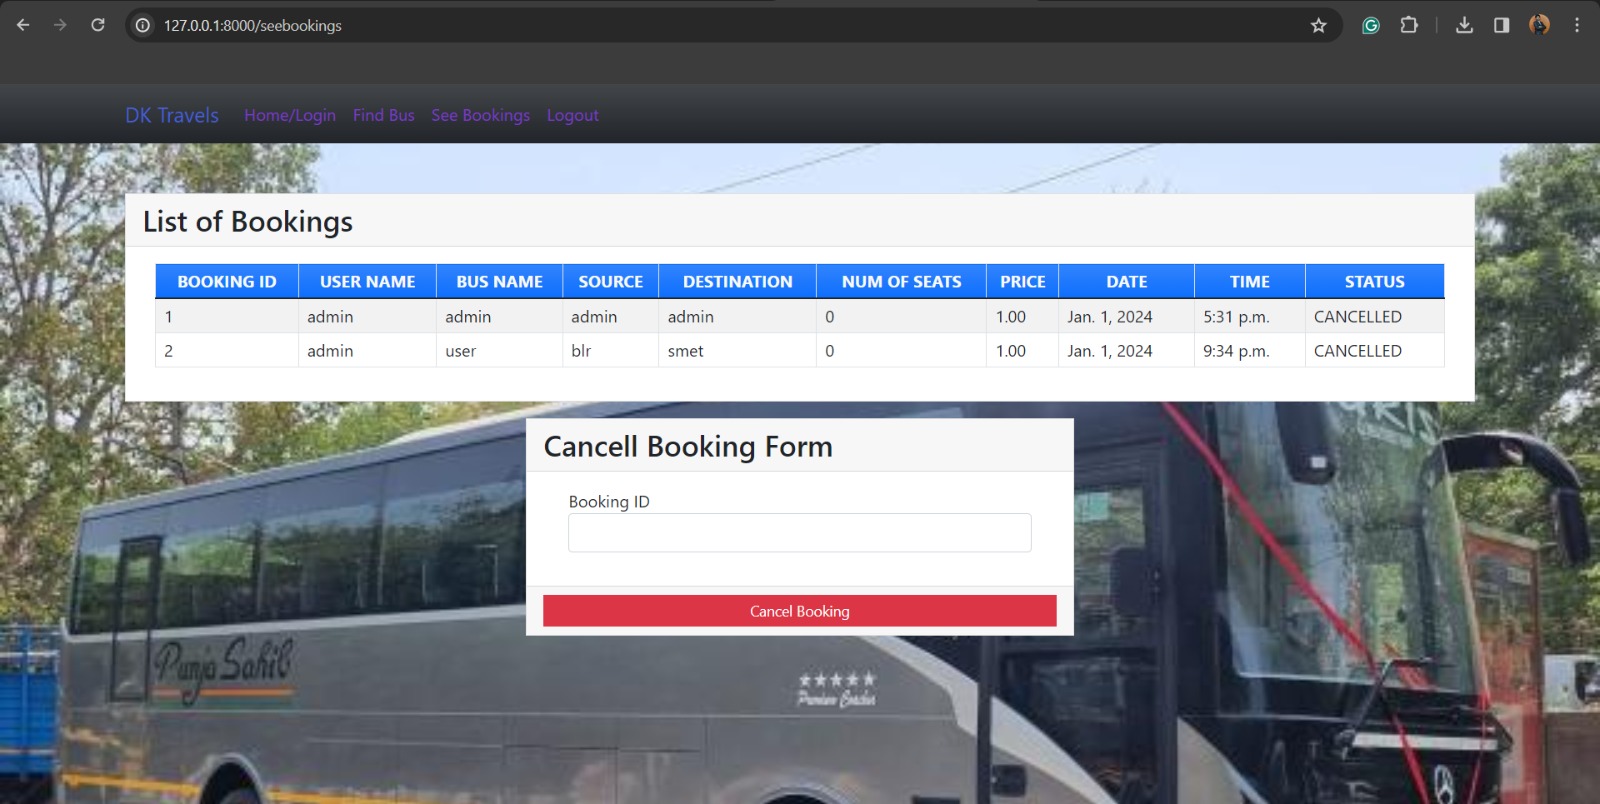 127.0.0.1:8000/seebookings
DK Travels Home/Login Find Bus See Bookings Logout
List of Bookings
BOOKING ID USER NAME BUS NAME SOURCE DESTINATION NUM OF SEATS PRICE DATE TIME STATUS
1 admin admin admin admin 0 1.00 Jan. 1, 2024 5:31 p.m. CANCELLED
2 admin user blr smet 0 1.00 Jan. 1, 2024 9:34 p.m. CANCELLED
Cancell Booking Form
Booking ID
Cancel Booking
Punja Sahib
★★★★★
Premium Coaches